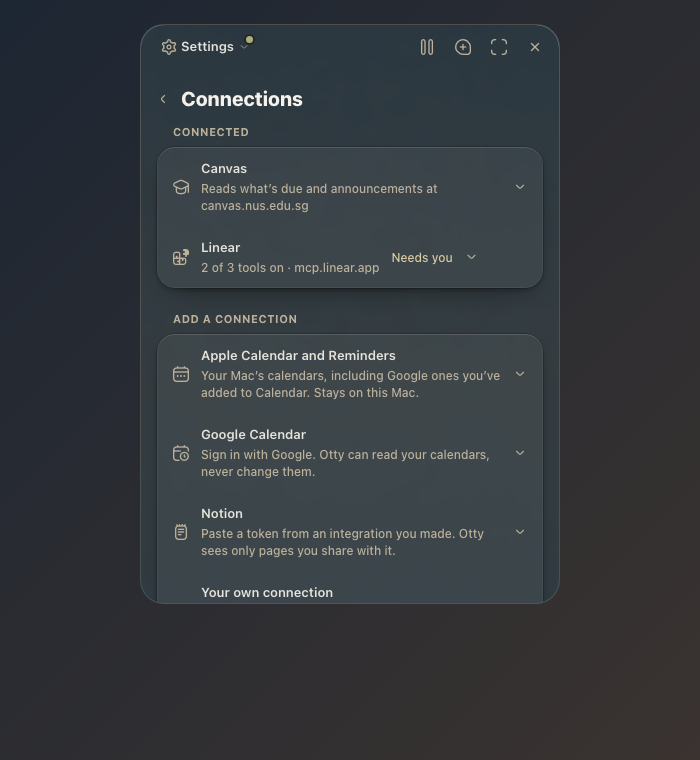 Settings
Connections
CONNECTED
Canvas
Reads what’s due and announcements at
canvas.nus.edu.sg
Linear
2 of 3 tools on · mcp.linear.app
Needs you
ADD A CONNECTION
Apple Calendar and Reminders
Your Mac’s calendars, including Google ones you’ve
added to Calendar. Stays on this Mac.
Google Calendar
Sign in with Google. Otty can read your calendars,
never change them.
Notion
Paste a token from an integration you made. Otty
sees only pages you share with it.
Your own connection